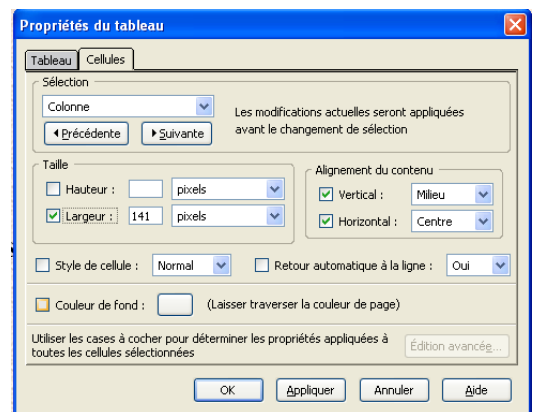 Propriétés du tableau
Tableau Cellules
Sélection
Colonne
Précédente Suivante
Les modifications actuelles seront appliquées
avant le changement de sélection
Taille
Hauteur : pixels
Largeur : 141 pixels
Alignement du contenu
Vertical : Milieu
Horizontal : Centre
Style de cellule : Normal Retour automatique à la ligne : Oui
Couleur de fond : (Laisser traverser la couleur de page)
Utiliser les cases à cocher pour déterminer les propriétés appliquées à
toutes les cellules sélectionnées
Édition avancée...
OK Appliquer Annuler Aide